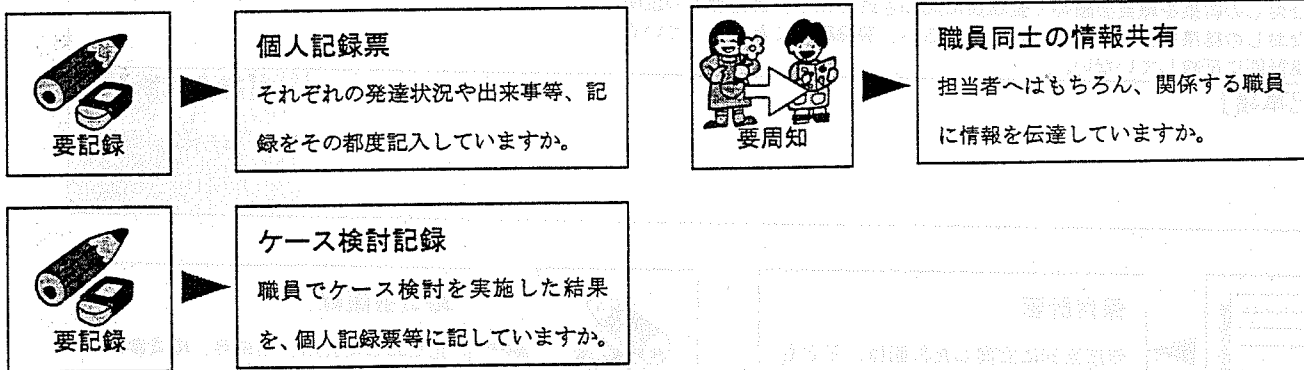 要記録
個人記録票
それぞれの発達状況や出来事等、記
録をその都度記入していますか。
要周知
職員同士の情報共有
担当者へはもちろん、関係する職員
に情報を伝達していますか。
要記録
ケース検討記録
職員でケース検討を実施した結果
を、個人記録票等に記していますか。